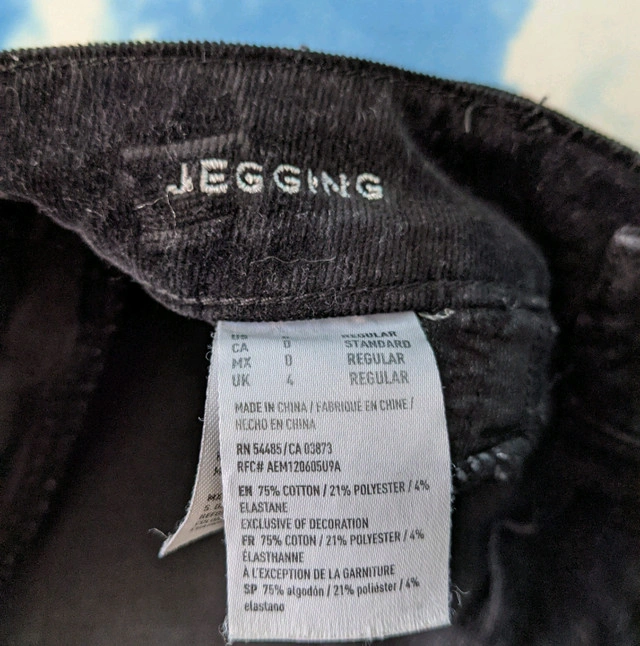 JEGGING
US REGULAR
CA 0 STANDARD
MX 0 REGULAR
UK 4 REGULAR
MADE IN CHINA / FABRIQUÉ EN CHINE /
HECHO EN CHINA
RN 54485/CA 03873
RFC# AEM120605U9A
EN 75% COTTON / 21% POLYESTER / 4%
ELASTANE
EXCLUSIVE OF DECORATION
FR 75% COTON / 21% POLYESTER / 4%
ÉLASTHANNE
À L'EXCEPTION DE LA GARNITURE
SP 75% algodón / 21% poliéster / 4%
elastano